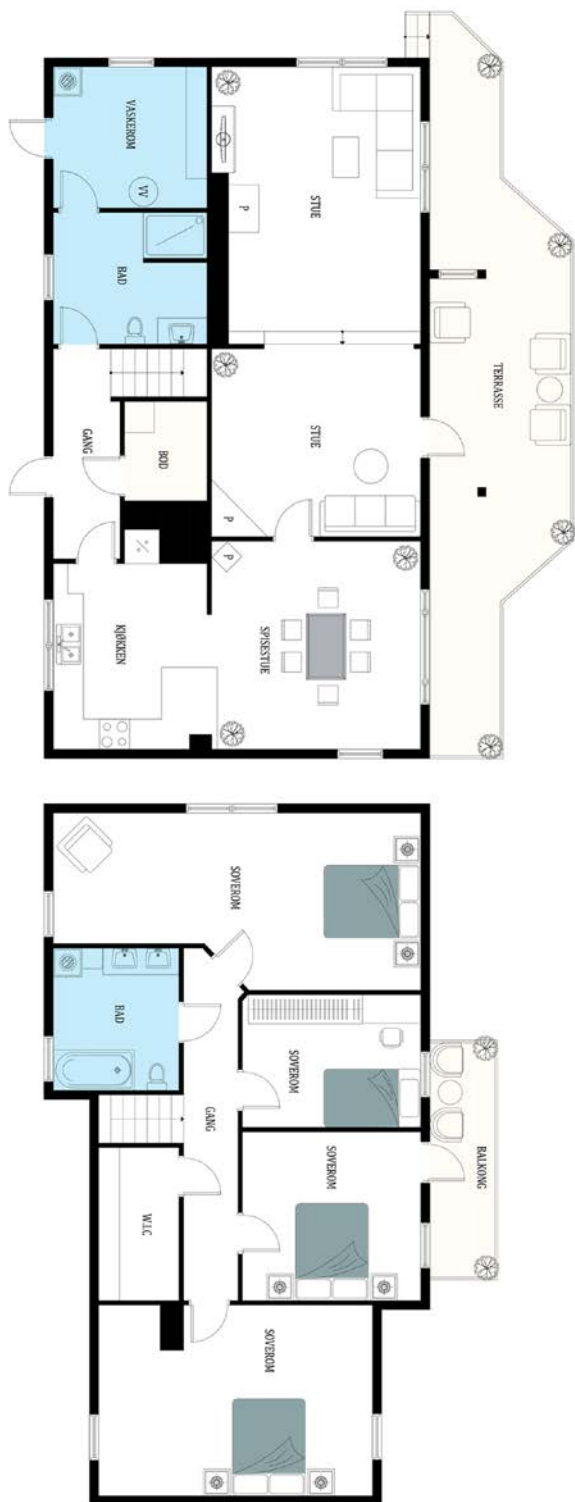 VASKEROM
VV
STUE
P
BAD
TERRASSE
GANG
BOD
STUE
P
P
KJØKKEN
SPISESTUE
SOVEROM
BAD
SOVEROM
GANG
SOVEROM
BALKONG
W.I.C
SOVEROM